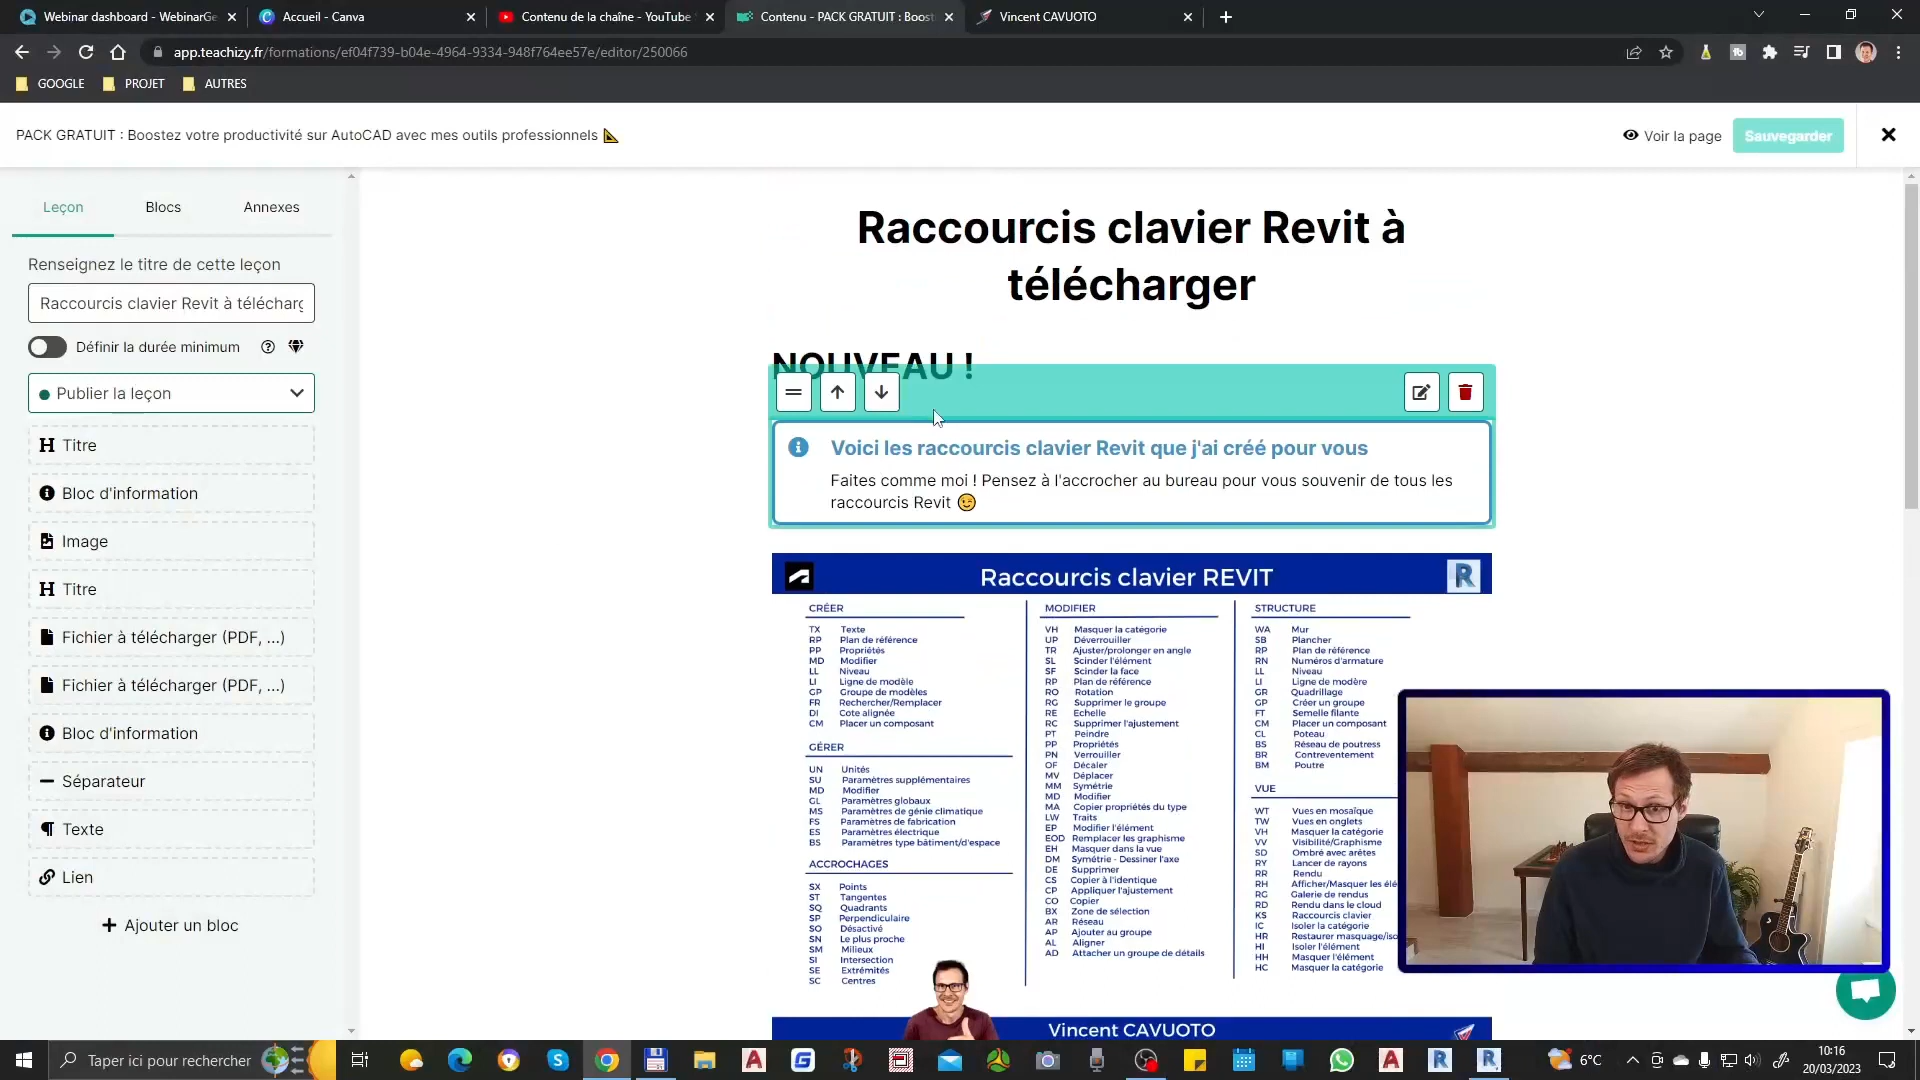 Webinar dashboard - WebinarGe
Accueil - Canva
Contenu de la chaîne - YouTube
Contenu - PACK GRATUIT : Boost
Vincent CAVUOTO
app.teachizy.fr/formations/ef04f739-b04e-4964-9334-948f764ee57e/editor/250066
GOOGLE
PROJET
AUTRES
PACK GRATUIT : Boostez votre productivité sur AutoCAD avec mes outils professionnels 📐
Voir la page
Sauvegarder
Leçon
Blocs
Annexes
Renseignez le titre de cette leçon
Raccourcis clavier Revit à télécharg
Définir la durée minimum
Publier la leçon
Titre
Bloc d'information
Image
Titre
Fichier à télécharger (PDF, ...)
Fichier à télécharger (PDF, ...)
Bloc d'information
Séparateur
Texte
Lien
Ajouter un bloc
Raccourcis clavier Revit à
télécharger
NOUVEAU !
Voici les raccourcis clavier Revit que j'ai créé pour vous
Faites comme moi ! Pensez à l'accrocher au bureau pour vous souvenir de tous les
raccourcis Revit 😉
Raccourcis clavier REVIT
R
CRÉER
TX Texte
RP Plan de référence
PP Propriétés
MD Modifier
LL Niveau
LI Ligne de modèle
GP Groupe de modèles
FR Rechercher/Remplacer
DI Cote alignée
CM Placer un composant
GÉRER
UN Unités
SU Paramètres supplémentaires
MD Modifier
GL Paramètres globaux
MS Paramètres de génie climatique
FS Paramètres de fabrication
ES Paramètres électrique
BS Paramètres type bâtiment/d'espace
ACCROCHAGES
SX Points
ST Tangentes
SQ Quadrants
SP Perpendiculaire
SO Désactivé
SN Le plus proche
SM Milieux
SI Intersection
SE Extrémités
SC Centres
MODIFIER
VH Masquer la catégorie
UP Déverrouiller
TR Ajuster/prolonger en angle
SL Scinder l'élément
SF Scinder la face
RP Plan de référence
RO Rotation
RG Supprimer le groupe
RE Echelle
RC Supprimer l'ajustement
PT Peindre
PP Propriétés
PN Verrouiller
OF Décaler
MV Déplacer
MM Symétrie
MD Modifier
MA Copier propriétés du type
LW Traits
EP Modifier l'élément
EOD Remplacer les graphisme
EH Masquer dans la vue
DM Symétrie - Dessiner l'axe
DE Supprimer
CS Copier à l'identique
CP Appliquer l'ajustement
CO Copier
BX Zone de sélection
AR Réseau
AP Ajouter au groupe
AL Aligner
AD Attacher un groupe de détails
STRUCTURE
WA Mur
SB Plancher
RP Plan de référence
RN Numéros d'armature
LL Niveau
LI Ligne de modère
GR Quadrillage
GP Créer un groupe
FT Semelle filante
CM Placer un composant
CL Poteau
BS Réseau de poutress
BR Contreventement
BM Poutre
VUE
WT Vues en mosaïque
TW Vues en onglets
VH Masquer la catégorie
VV Visibilité/Graphisme
SD Ombré avec arêtes
RY Lancer de rayons
RR Rendu
RH Afficher/Masquer les élé
RG Galerie de rendus
RD Rendu dans le cloud
KS Raccourcis clavier
IC Isoler la catégorie
HR Restaurer masquage/iso
HI Isoler l'élément
HH Masquer l'élément
HC Masquer la catégorie
Vincent CAVUOTO
Taper ici pour rechercher
6°C
10:16
20/03/2023